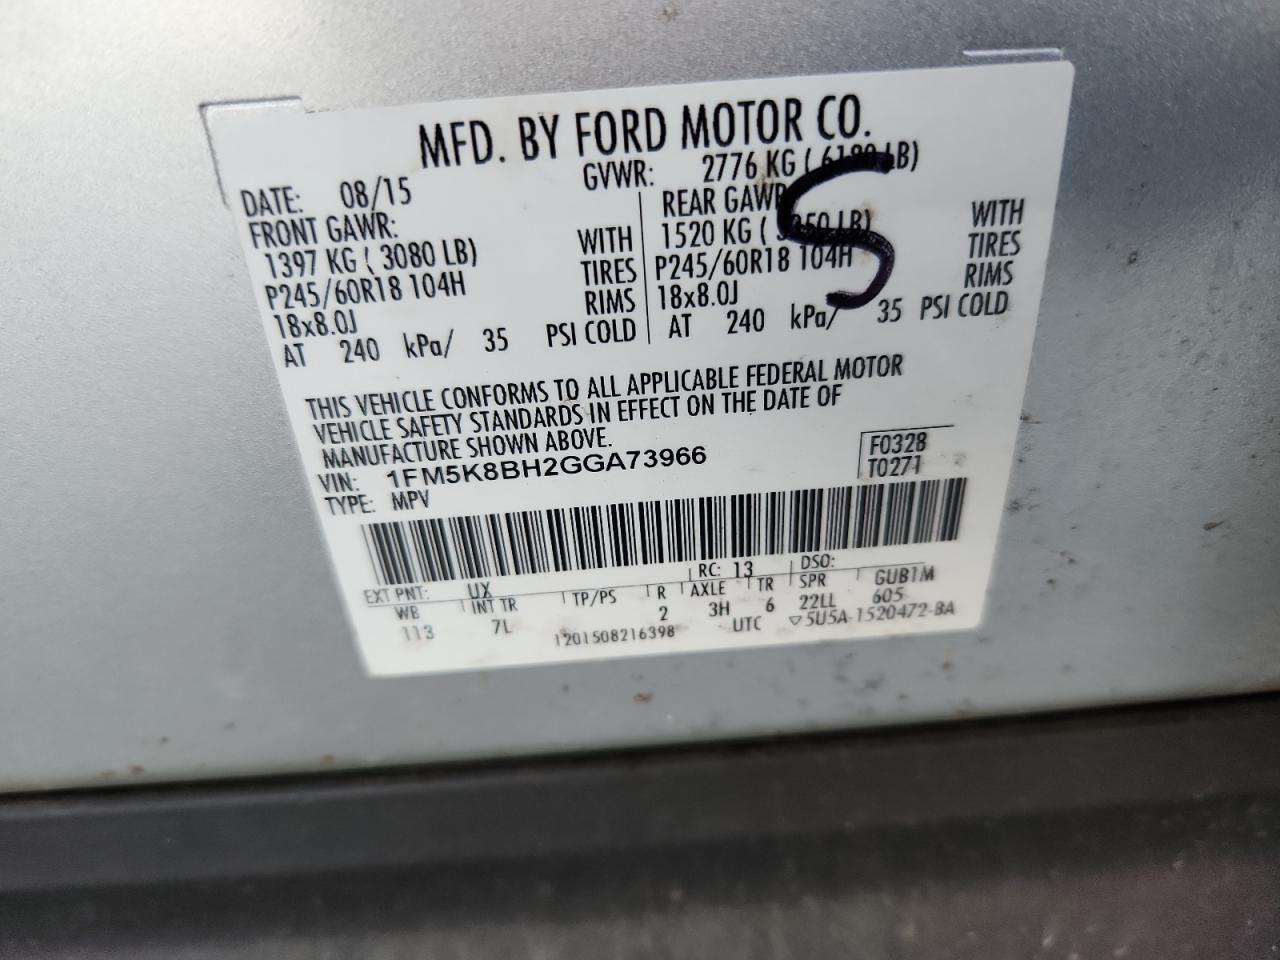 MFD. BY FORD MOTOR CO.
DATE: 08/15 GVWR: 2776 KG ( LB)
FRONT GAWR: REAR GAWR
1397 KG ( 3080 LB) WITH 1520 KG ( LB) WITH
P245/60R18 104H TIRES P245/60R18 104H TIRES
18x8.0J RIMS 18x8.0J RIMS
AT 240 kPa/ 35 PSI COLD AT 240 kPa/ 35 PSI COLD
S
THIS VEHICLE CONFORMS TO ALL APPLICABLE FEDERAL MOTOR
VEHICLE SAFETY STANDARDS IN EFFECT ON THE DATE OF
MANUFACTURE SHOWN ABOVE.
VIN: 1FM5K8BH2GGA73966 F0328
TYPE: MPV T0271
EXT PNT: UX RC: 13 DSO:
WB INT TR TP/PS R AXLE TR SPR GUB1M
113 7L 2 3H 6 22LL 605
1201508216398 UTC ▽5U5A-1520472-BA